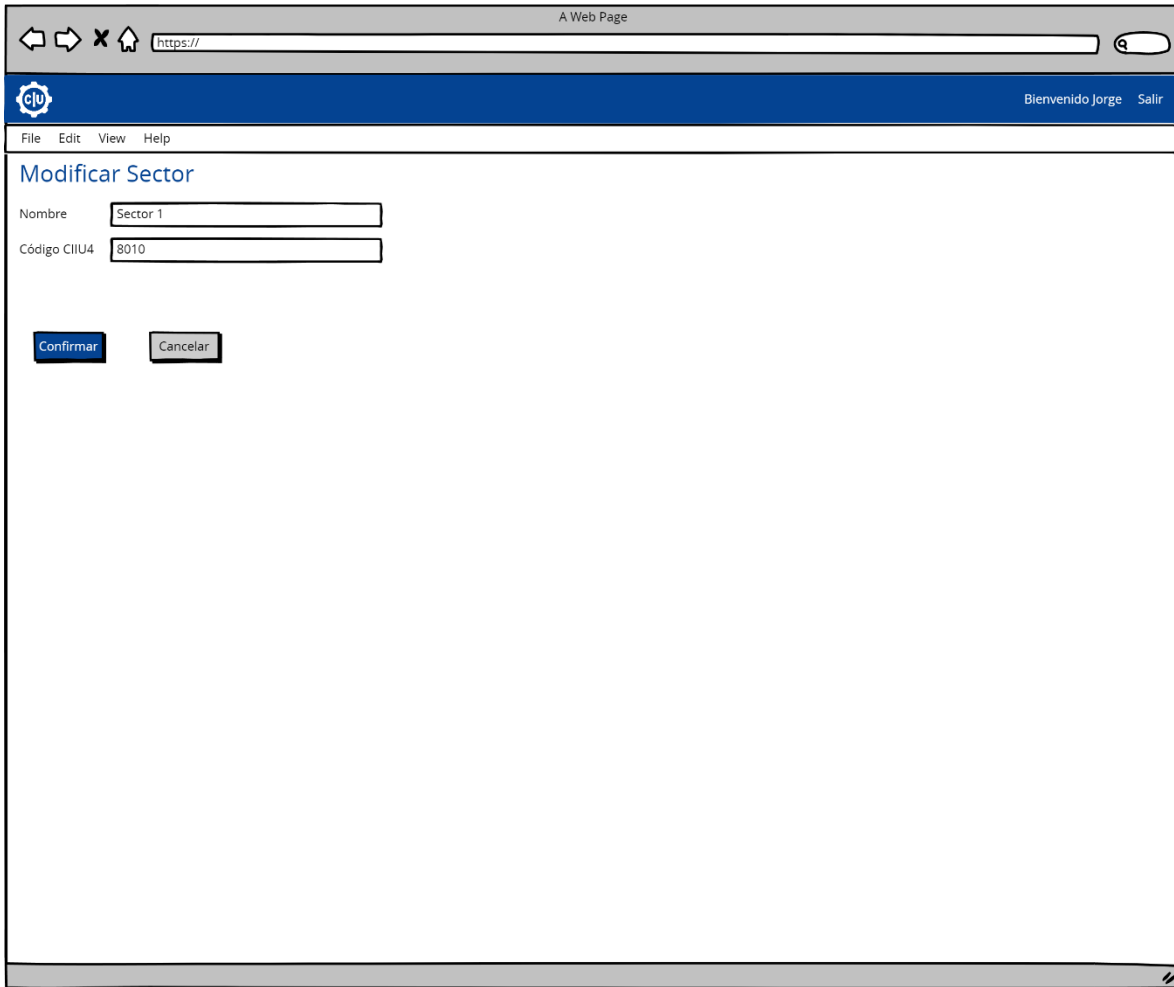 A Web Page
https://
CIU
Bienvenido Jorge Salir
File Edit View Help
Modificar Sector
Nombre Sector 1
Código CIIU4 8010
Confirmar Cancelar